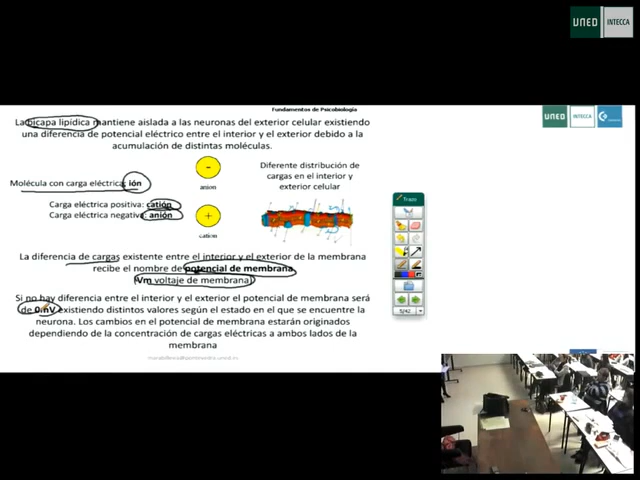 UNED INTECCA
Fundamentos de Psicobiología
UNED INTECCA
La bicapa lipídica mantiene aislada a las neuronas del exterior celular existiendo
una diferencia de potencial eléctrico entre el interior y el exterior debido a la
acumulación de distintas moléculas.
Molécula con carga eléctrica: ión
Carga eléctrica positiva: catión
Carga eléctrica negativa: anión
-
anion
+
cation
Diferente distribución de
cargas en el interior y
exterior celular
La diferencia de cargas existente entre el interior y el exterior de la membrana
recibe el nombre de potencial de membrana
Vm voltaje de membrana
Si no hay diferencia entre el interior y el exterior el potencial de membrana será
de 0 mV existiendo distintos valores según el estado en el que se encuentre la
neurona. Los cambios en el potencial de membrana estarán originados
dependiendo de la concentración de cargas eléctricas a ambos lados de la
membrana
Trazo
5/42